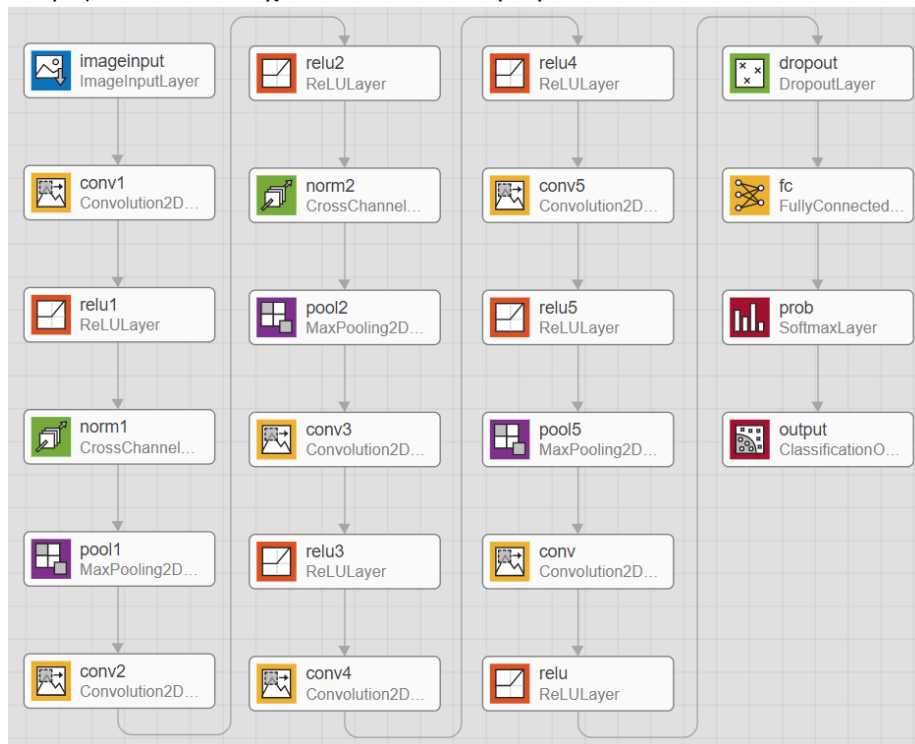 imageinput
ImageInputLayer
conv1
Convolution2D...
relu1
ReLULayer
norm1
CrossChannel...
pool1
MaxPooling2D...
conv2
Convolution2D...
relu2
ReLULayer
norm2
CrossChannel...
pool2
MaxPooling2D...
conv3
Convolution2D...
relu3
ReLULayer
conv4
Convolution2D...
relu4
ReLULayer
conv5
Convolution2D...
relu5
ReLULayer
pool5
MaxPooling2D...
conv
Convolution2D...
relu
ReLULayer
dropout
DropoutLayer
fc
FullyConnected...
prob
SoftmaxLayer
output
ClassificationO...